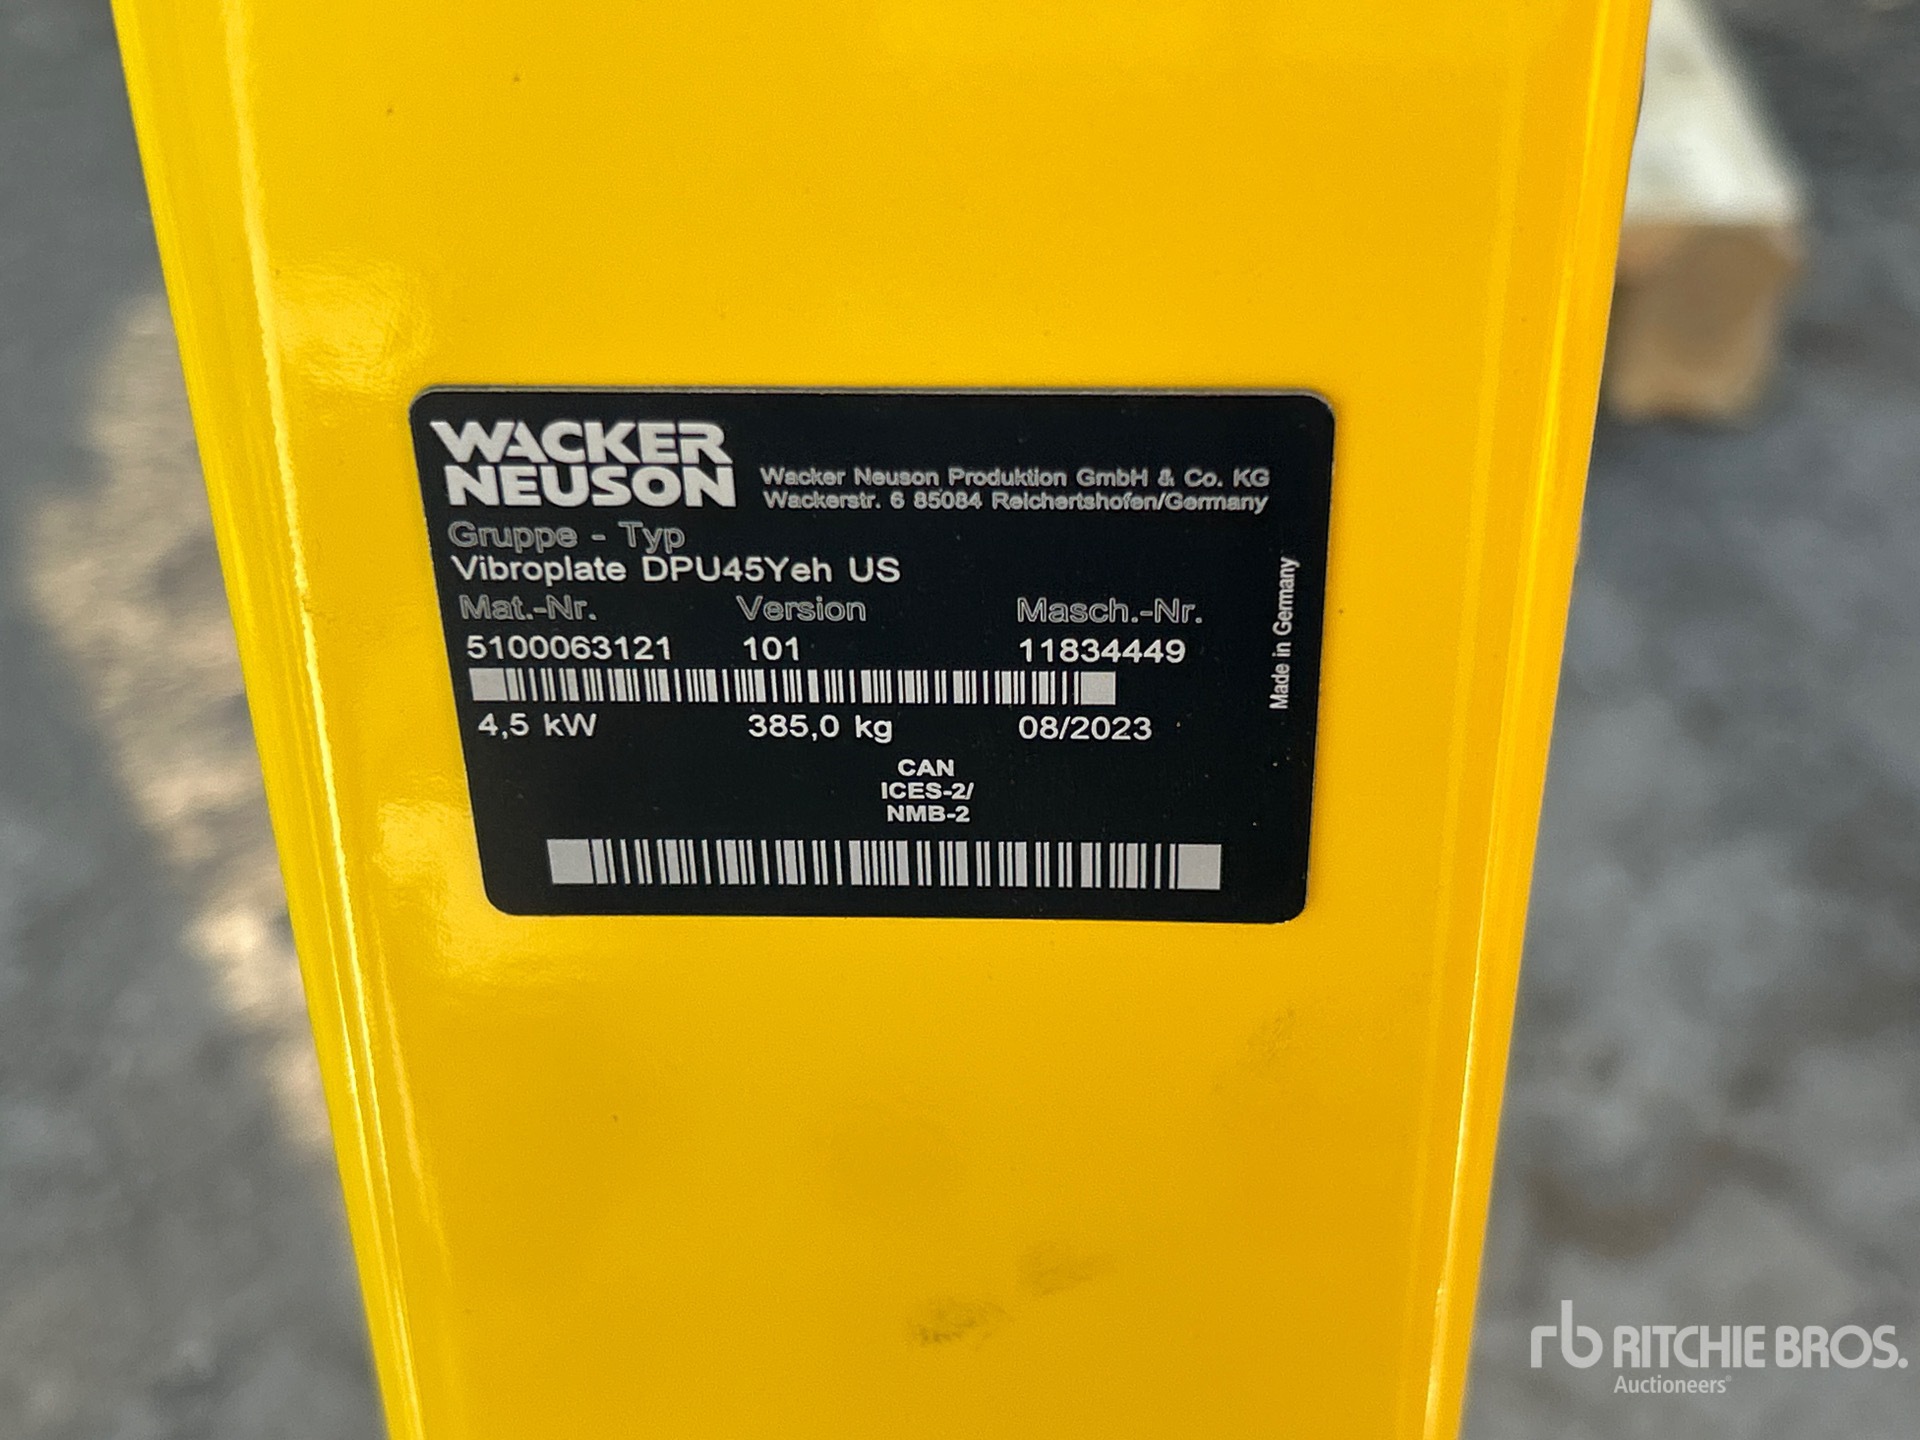 WACKER
NEUSON
Wacker Neuson Produktion GmbH & Co. KG
Wackerstr. 6 85084 Reichertshofen/Germany
Gruppe - Typ
Vibroplate DPU45Yeh US
Mat.-Nr. Version Masch.-Nr.
5100063121 101 11834449
4,5 kW 385,0 kg 08/2023
CAN
ICES-2/
NMB-2
Made in Germany
rb RITCHIE BROS.
Auctioneers